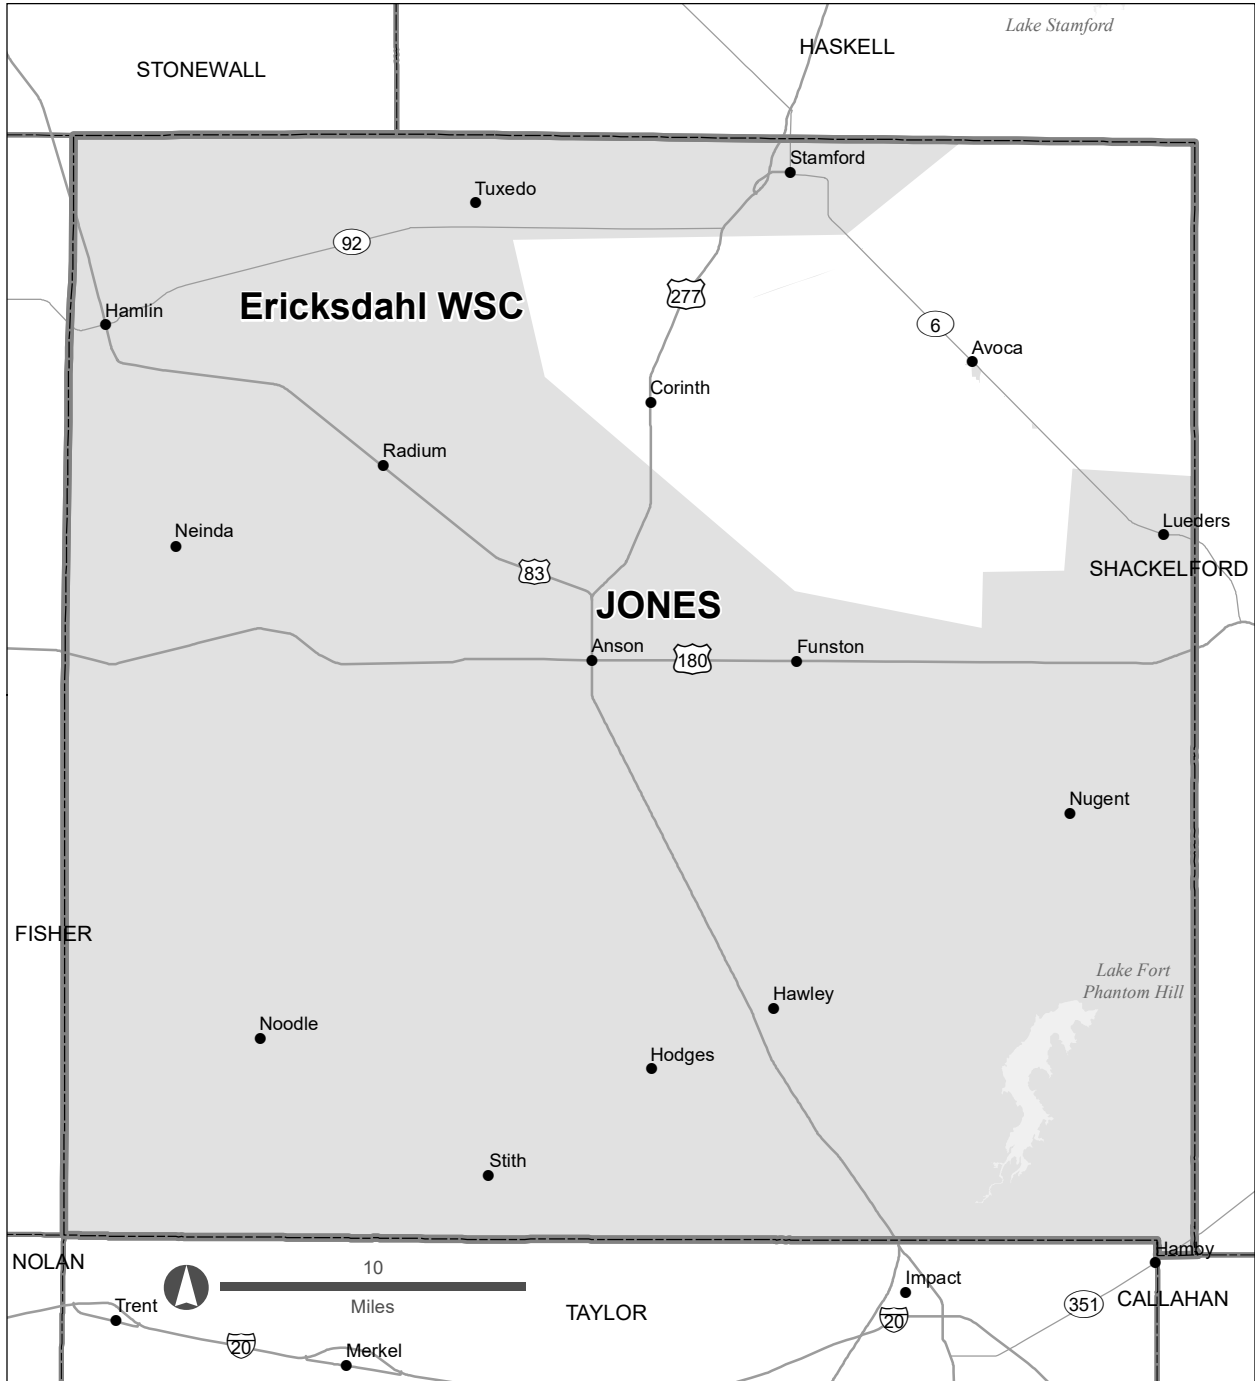 Lake Stamford
HASKELL
STONEWALL
Stamford
Tuxedo
92
277
Ericksdahl WSC
Hamlin
6
Avoca
Corinth
Radium
Lueders
Neinda
SHACKELFORD
83
JONES
Anson
180
Funston
Nugent
FISHER
Lake Fort
Phantom Hill
Hawley
Noodle
Hodges
Stith
Hamby
NOLAN
10
Miles
Impact
CALLAHAN
351
Trent
TAYLOR
20
20
Merkel